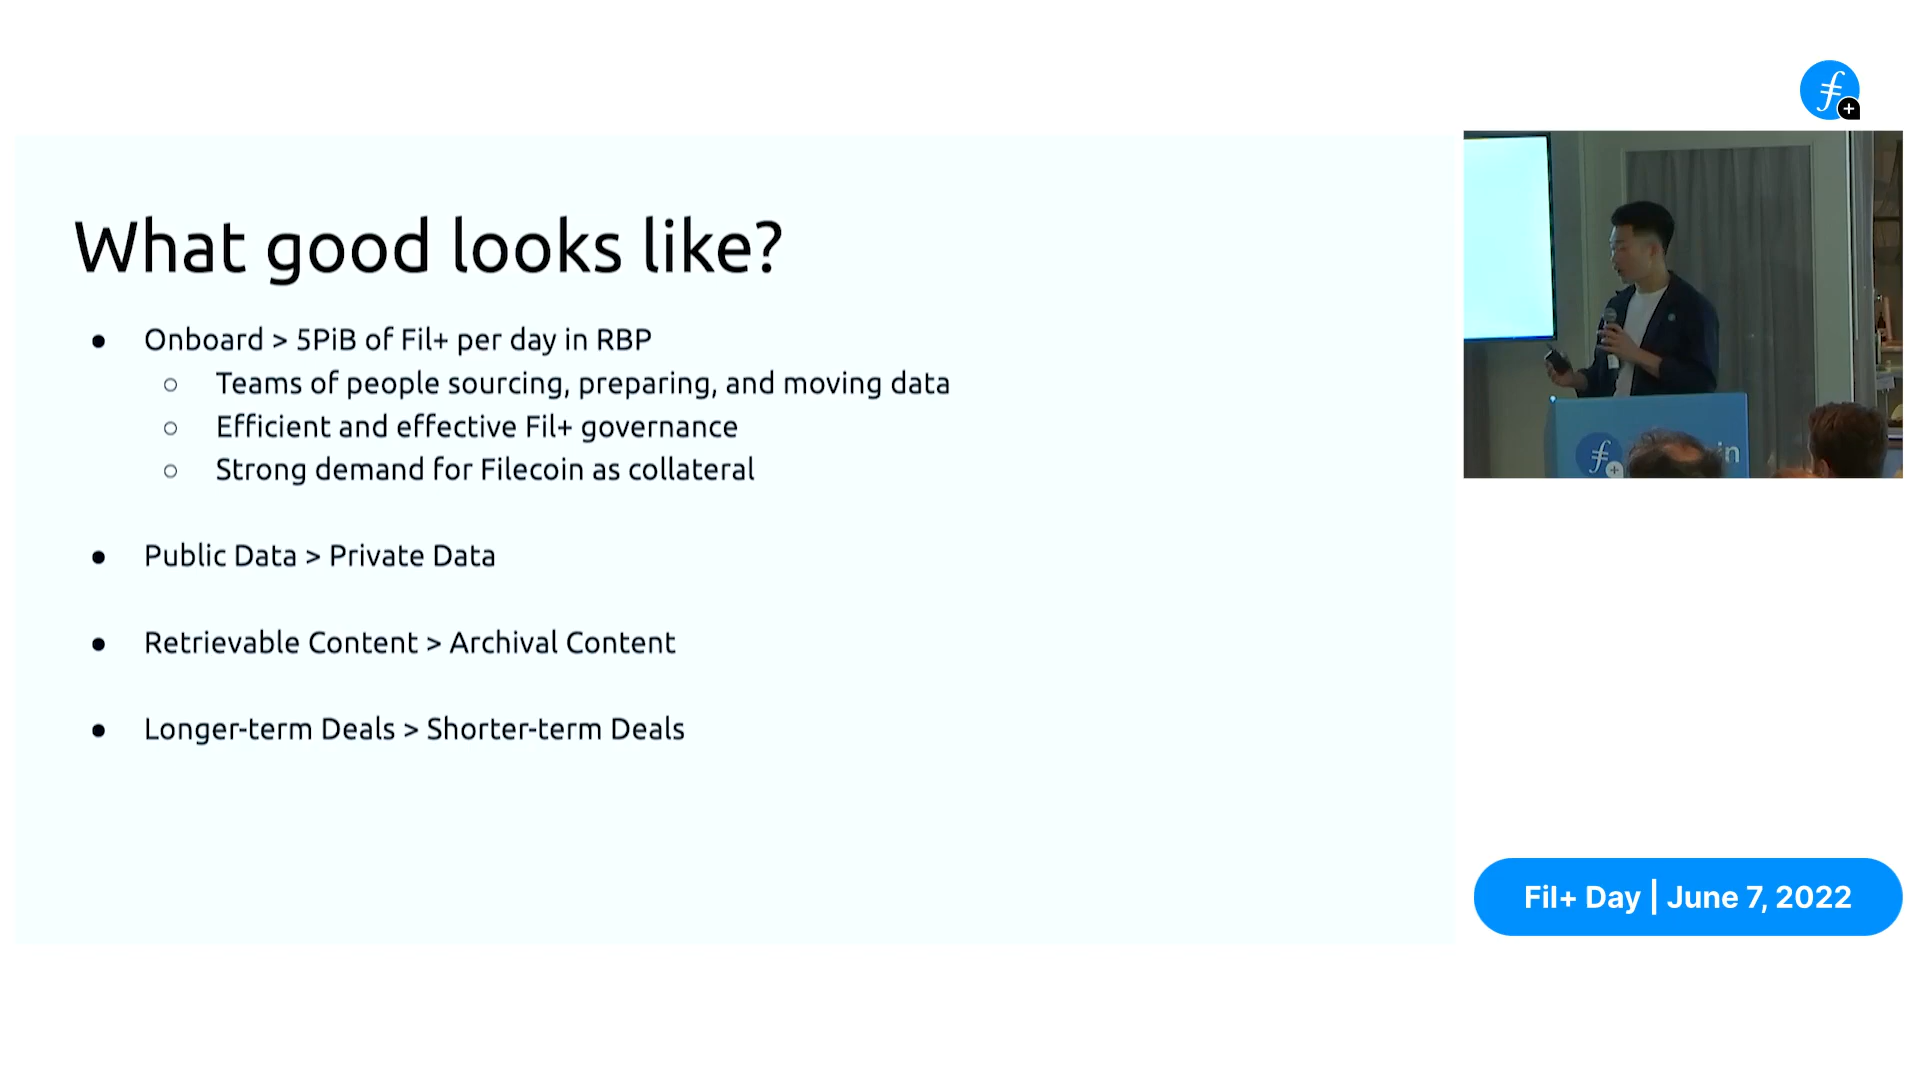 What good looks like?
● Onboard > 5PiB of Fil+ per day in RBP
○ Teams of people sourcing, preparing, and moving data
○ Efficient and effective Fil+ governance
○ Strong demand for Filecoin as collateral
● Public Data > Private Data
● Retrievable Content > Archival Content
● Longer-term Deals > Shorter-term Deals
in
Fil+ Day | June 7, 2022